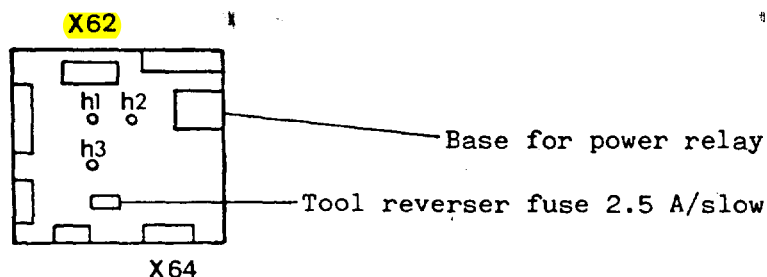 X62
h1 h2
h3
Base for power relay
Tool reverser fuse 2.5 A/slow
X64